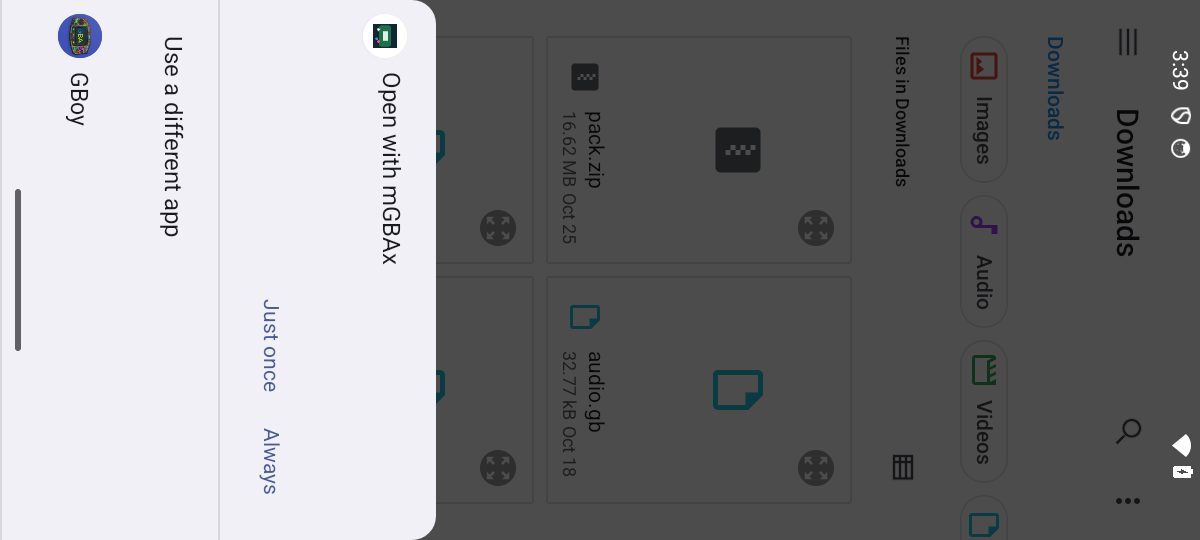 3:39
Downloads
Downloads
Images
Audio
Videos
Files in Downloads
pack.zip
16.62 MB Oct 25
audio.gb
32.77 kB Oct 18
Open with mGBAx
Just once
Always
Use a different app
GBoy